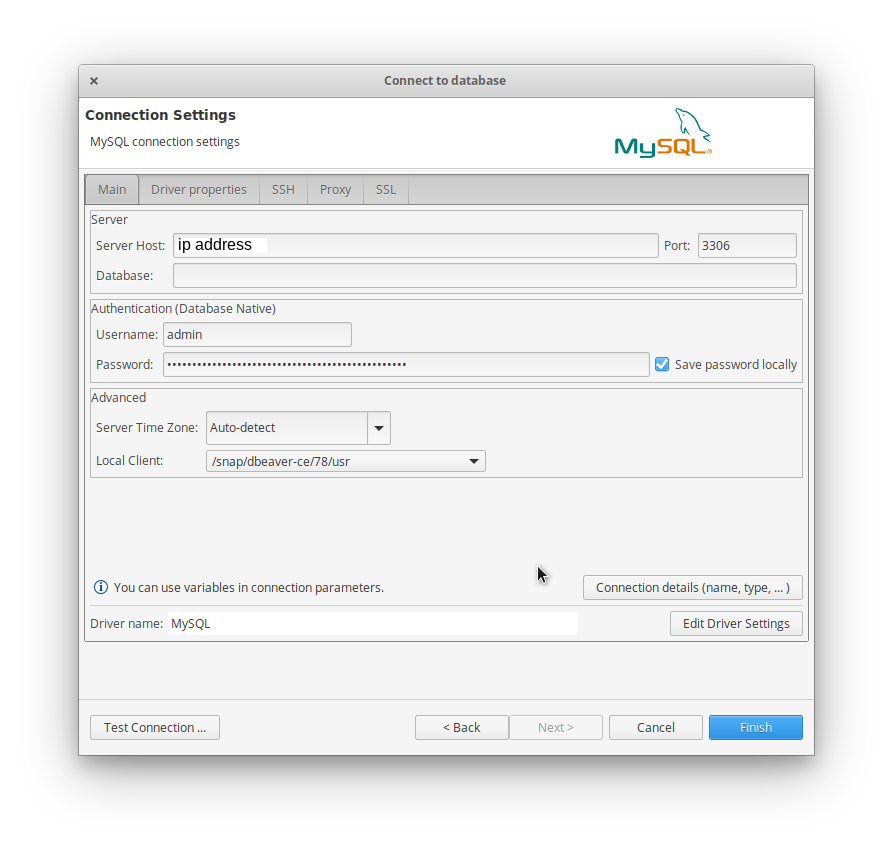 Connect to database
Connection Settings
MySQL connection settings
MySQL®
Main Driver properties SSH Proxy SSL
Server
Server Host: ip address Port: 3306
Database:
Authentication (Database Native)
Username: admin
Password: •••••••••••••••••••••••••••••••••••••••••••••••• Save password locally
Advanced
Server Time Zone: Auto-detect
Local Client: /snap/dbeaver-ce/78/usr
You can use variables in connection parameters. Connection details (name, type, ... )
Driver name: MySQL Edit Driver Settings
Test Connection ... < Back Next > Cancel Finish